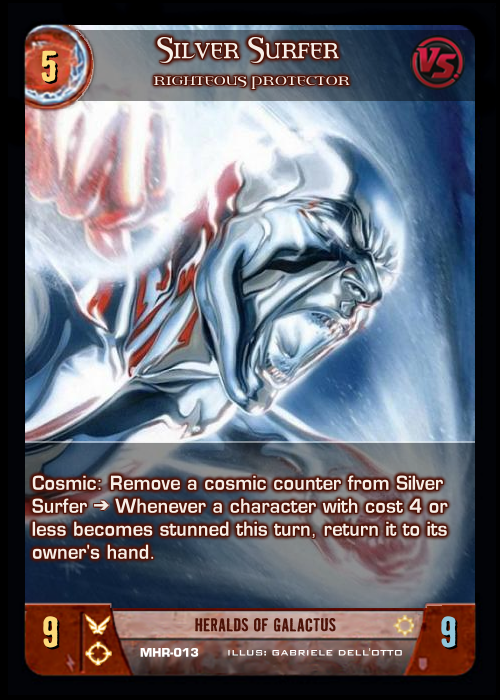 5
SILVER SURFER
VS
RIGHTEOUS PROTECTOR
Cosmic: Remove a cosmic counter from Silver
Surfer ➔ Whenever a character with cost 4 or
less becomes stunned this turn, return it to its
owner's hand.
9
HERALDS OF GALACTUS
9
MHR-013
ILLUS: GABRIELE DELL'OTTO